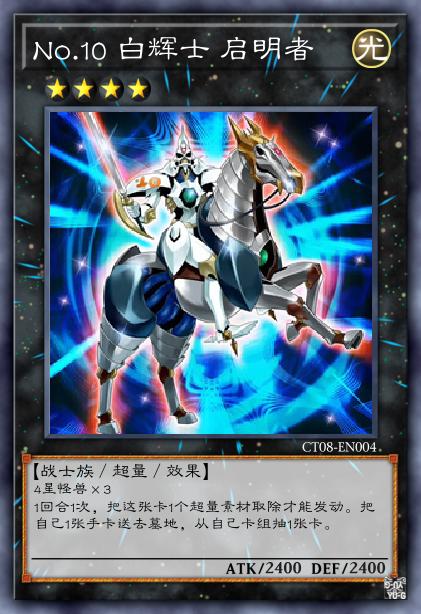 No.10 白辉士 启明者
光
10
CT08-EN004
【战士族／超量／效果】
4星怪兽×3
1回合1次，把这张卡1个超量素材取除才能发动。把
自己1张手卡送去墓地，从自己卡组抽1张卡。
ATK/2400 DEF/2400